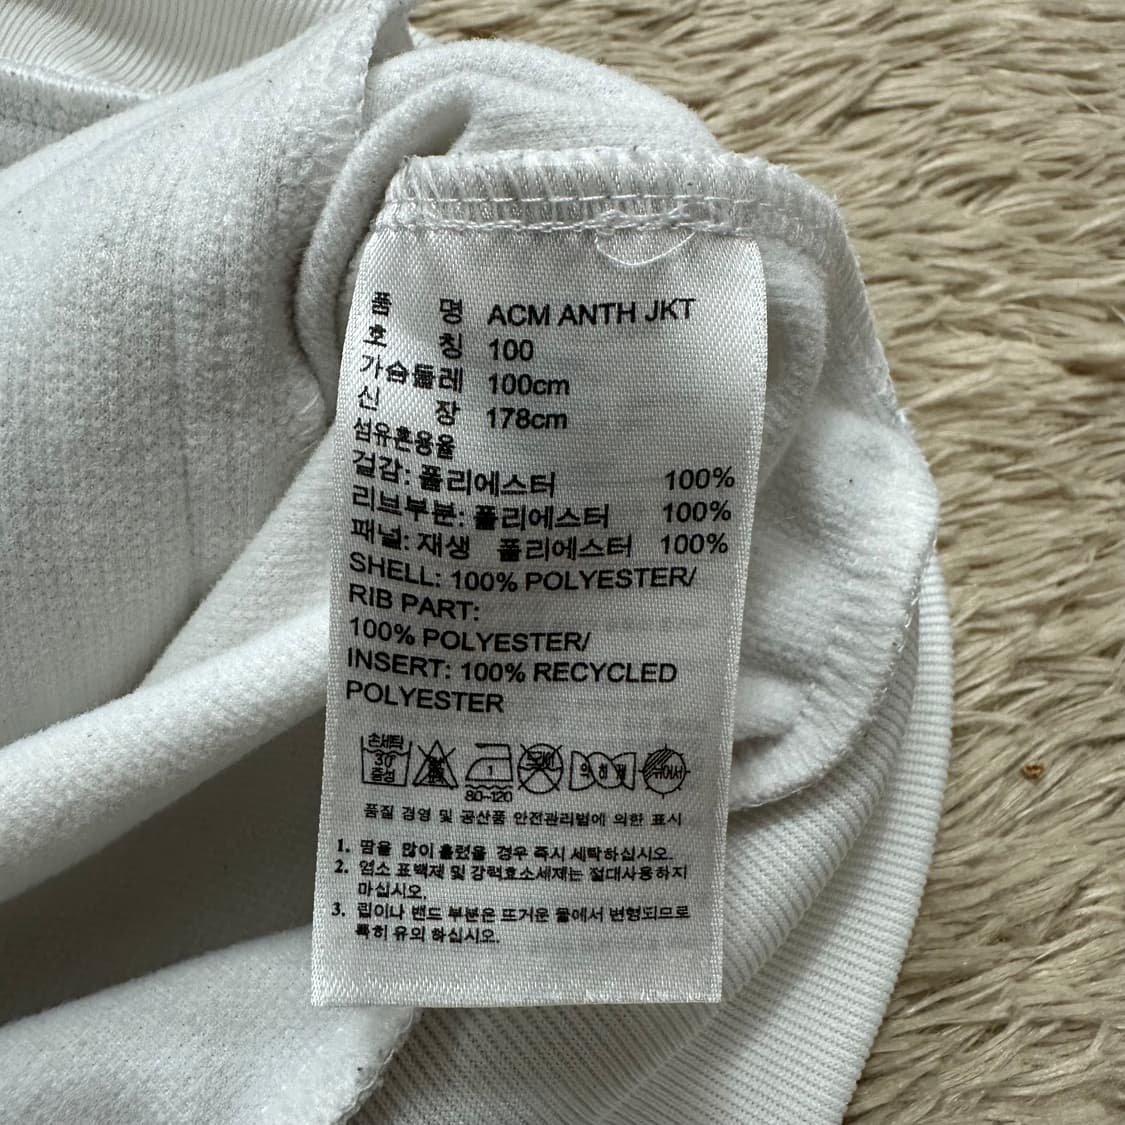 품 명 ACM ANTH JKT
호 칭 100
가슴둘레 100cm
신 장 178cm
섬유혼용율
겉감: 폴리에스터 100%
리브부분: 폴리에스터 100%
패널: 재생 폴리에스터 100%
SHELL: 100% POLYESTER/
RIB PART:
100% POLYESTER/
INSERT: 100% RECYCLED
POLYESTER
손세탁
30
중성
1
80~120
품질 경영 및 공산품 안전관리법에 의한 표시
1. 땀을 많이 흘렸을 경우 즉시 세탁하십시오.
2. 염소 표백제 및 강력효소세제는 절대사용하지
마십시오.
3. 립이나 밴드 부분은 뜨거운 물에서 변형되므로
특히 유의 하십시오.